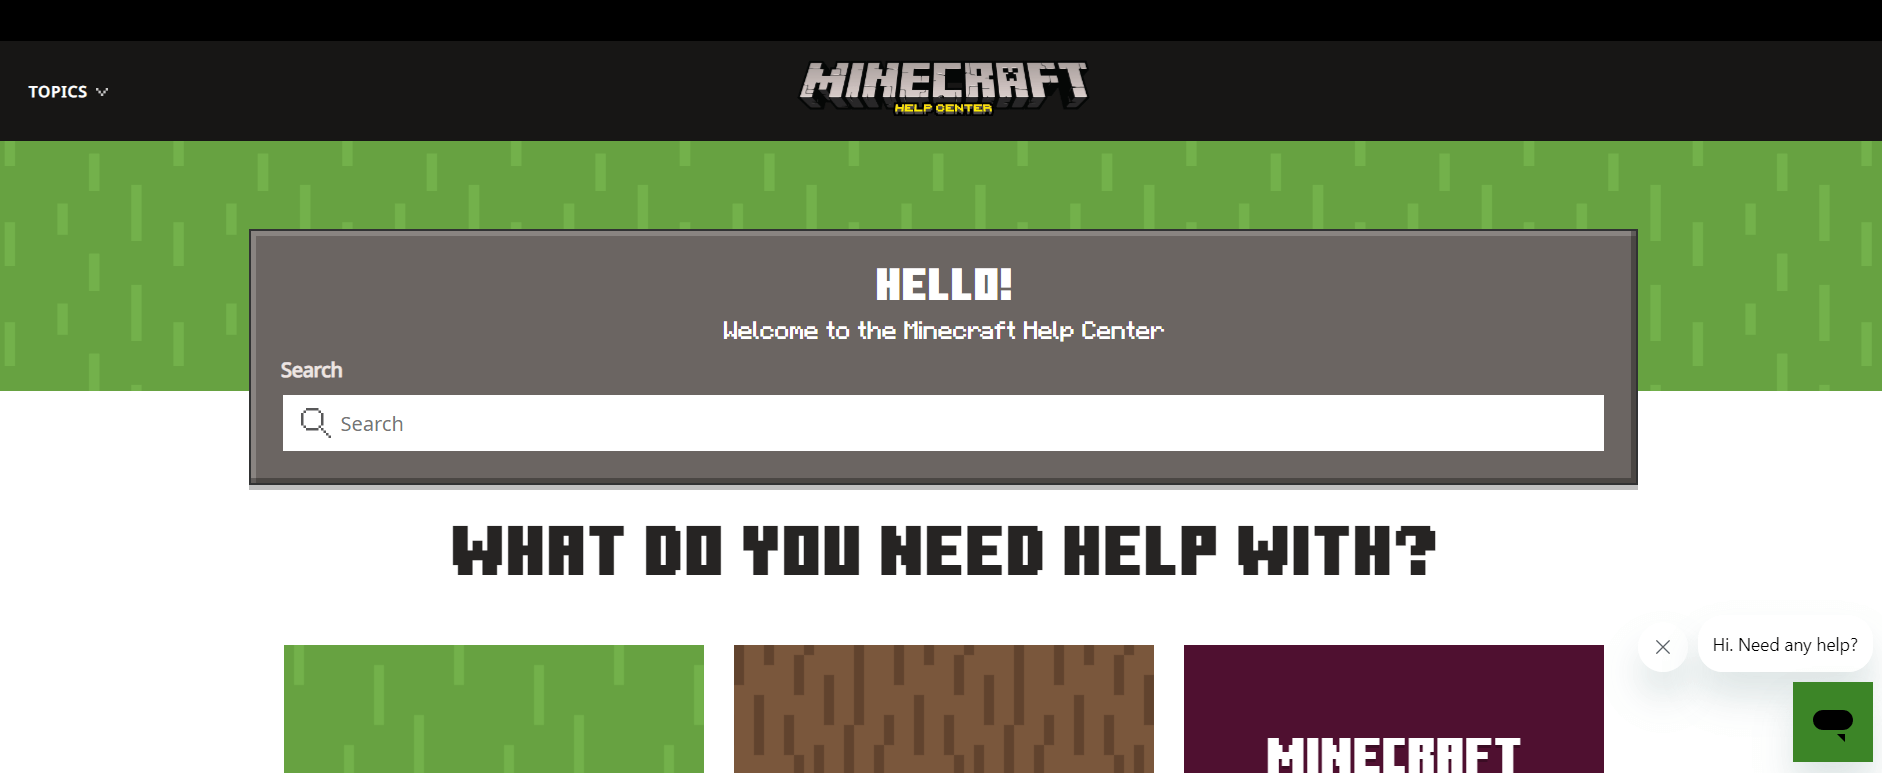 TOPICS
MINECRAFT
HELP CENTER
HELLO!
Welcome to the Minecraft Help Center
Search
Search
WHAT DO YOU NEED HELP WITH?
Hi. Need any help?
MINECRAFT